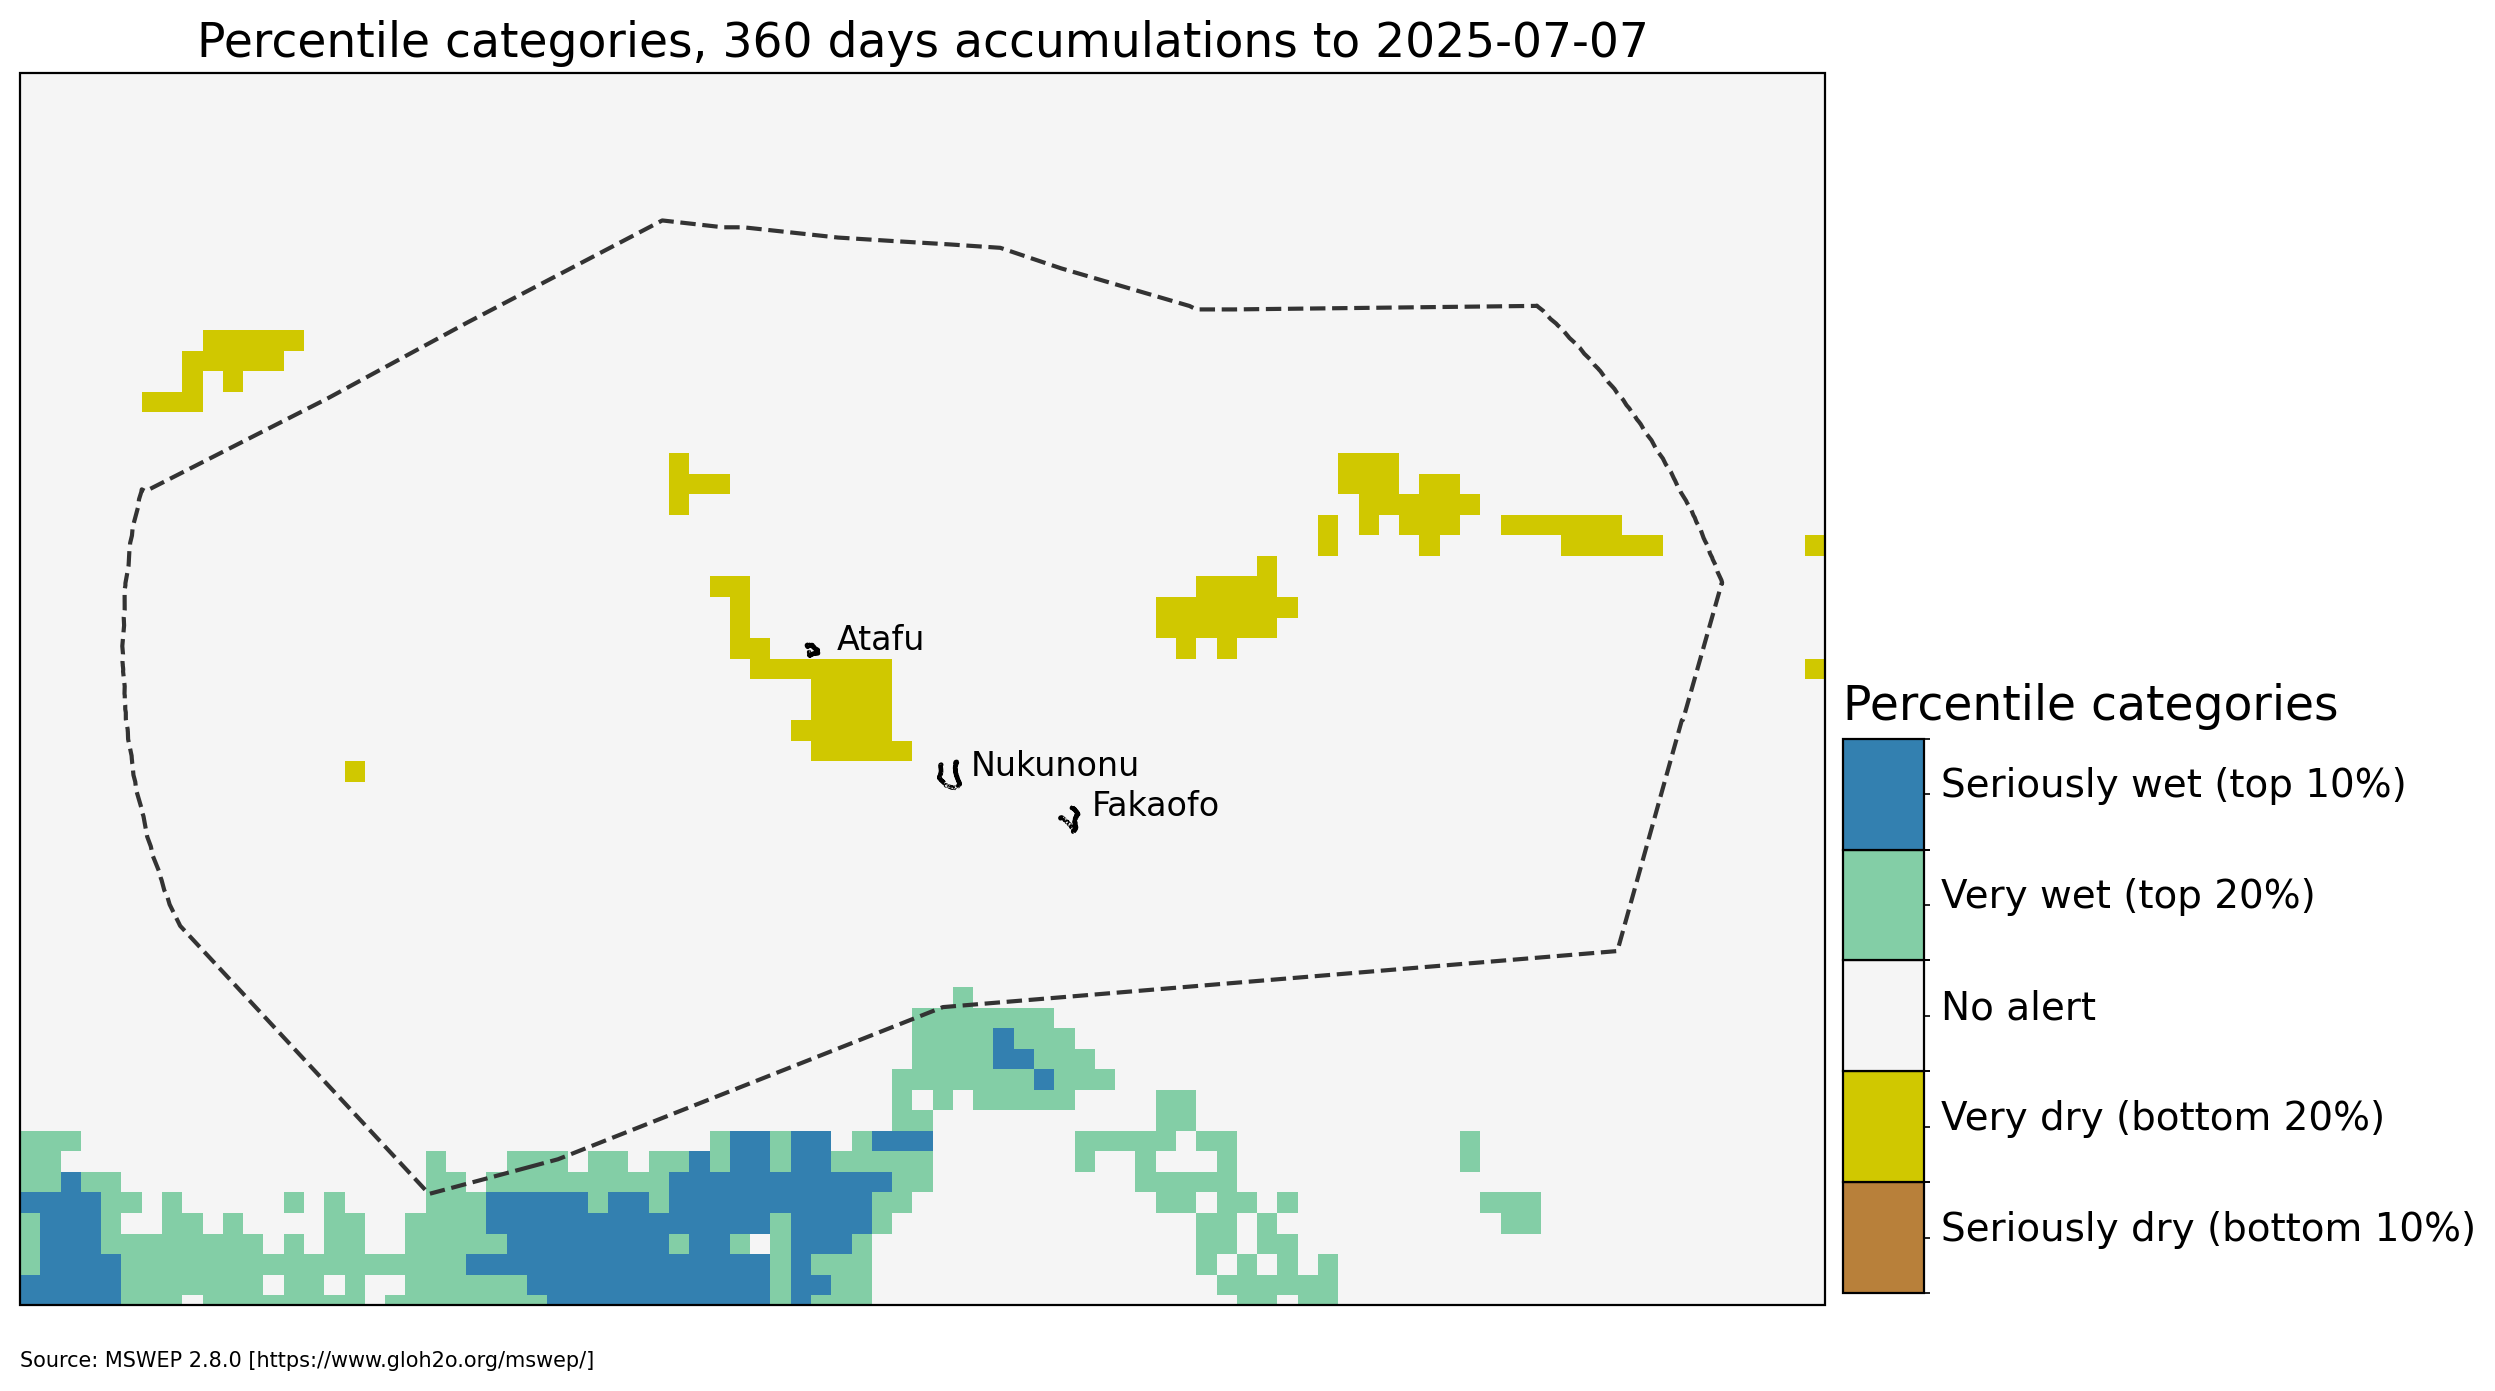 Percentile categories, 360 days accumulations to 2025-07-07
Atafu
Nukunonu
Fakaofo
Percentile categories
Seriously wet (top 10%)
Very wet (top 20%)
No alert
Very dry (bottom 20%)
Seriously dry (bottom 10%)
Source: MSWEP 2.8.0 [https://www.gloh2o.org/mswep/]